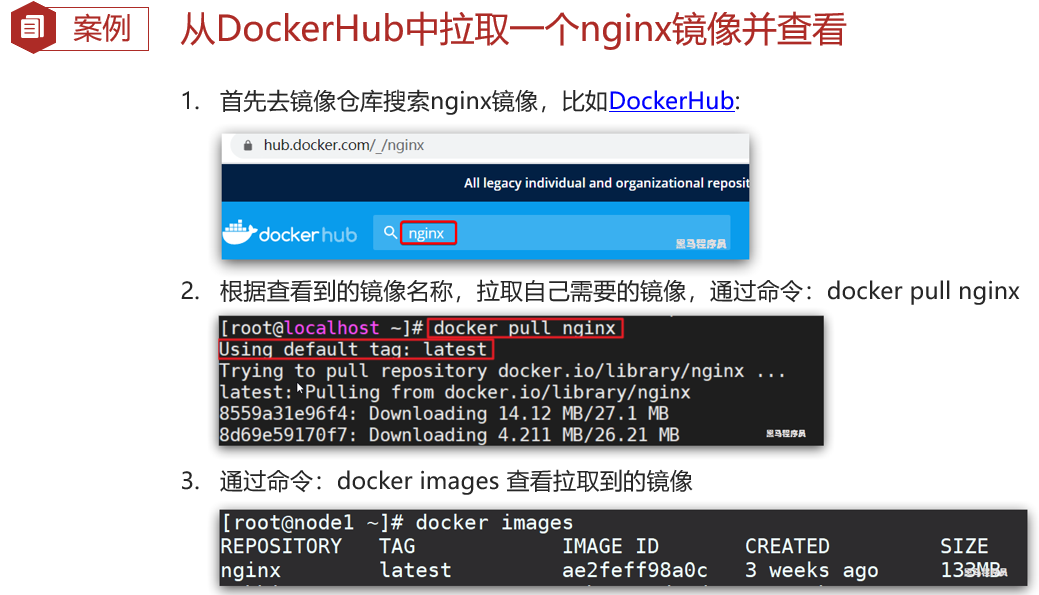 案例
从DockerHub中拉取一个nginx镜像并查看
1. 首先去镜像仓库搜索nginx镜像，比如DockerHub:
hub.docker.com/_/nginx
All legacy individual and organizational reposit
docker hub
nginx
黑马程序员
2. 根据查看到的镜像名称，拉取自己需要的镜像，通过命令：docker pull nginx
[root@localhost ~]# docker pull nginx
Using default tag: latest
Trying to pull repository docker.io/library/nginx ...
latest: Pulling from docker.io/library/nginx
8559a31e96f4: Downloading 14.12 MB/27.1 MB
8d69e59170f7: Downloading 4.211 MB/26.21 MB
黑马程序员
3. 通过命令：docker images 查看拉取到的镜像
[root@node1 ~]# docker images
REPOSITORY TAG IMAGE ID CREATED SIZE
nginx latest ae2feff98a0c 3 weeks ago 133MB
黑马程序员